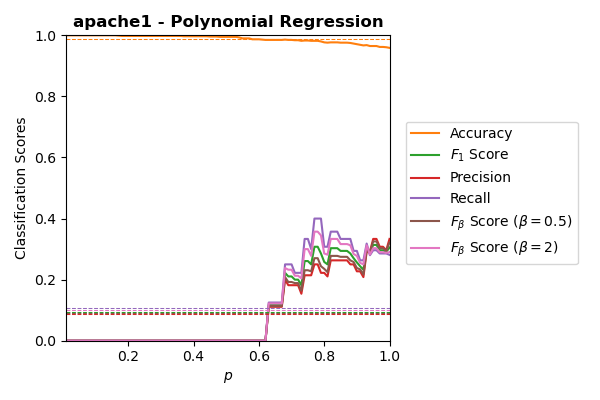 apache1 - Polynomial Regression
Classification Scores
1.0
0.8
0.6
0.4
0.2
0.0
0.2 0.4 0.6 0.8 1.0
p
Accuracy
F₁ Score
Precision
Recall
Fᵦ Score (β = 0.5)
Fᵦ Score (β = 2)